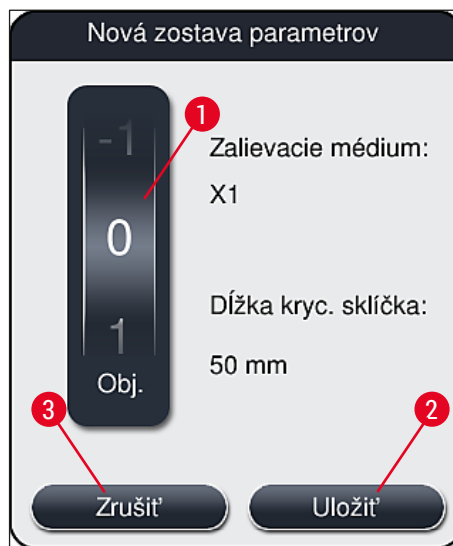 Nová zostava parametrov
-1
1
Zalievacie médium:
X1
0
Dĺžka kryc. sklíčka:
1
50 mm
Obj.
3
2
Zrušiť
Uložiť